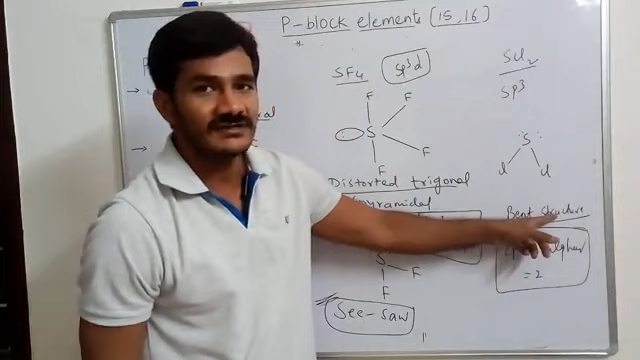 P-block elements (15,16)
SF4 sp3d
F F
S
F
F
Distorted trigonal
S F
F
See-saw
SCl2
SP3
:S:
Cl Cl
Bent structure
= 2